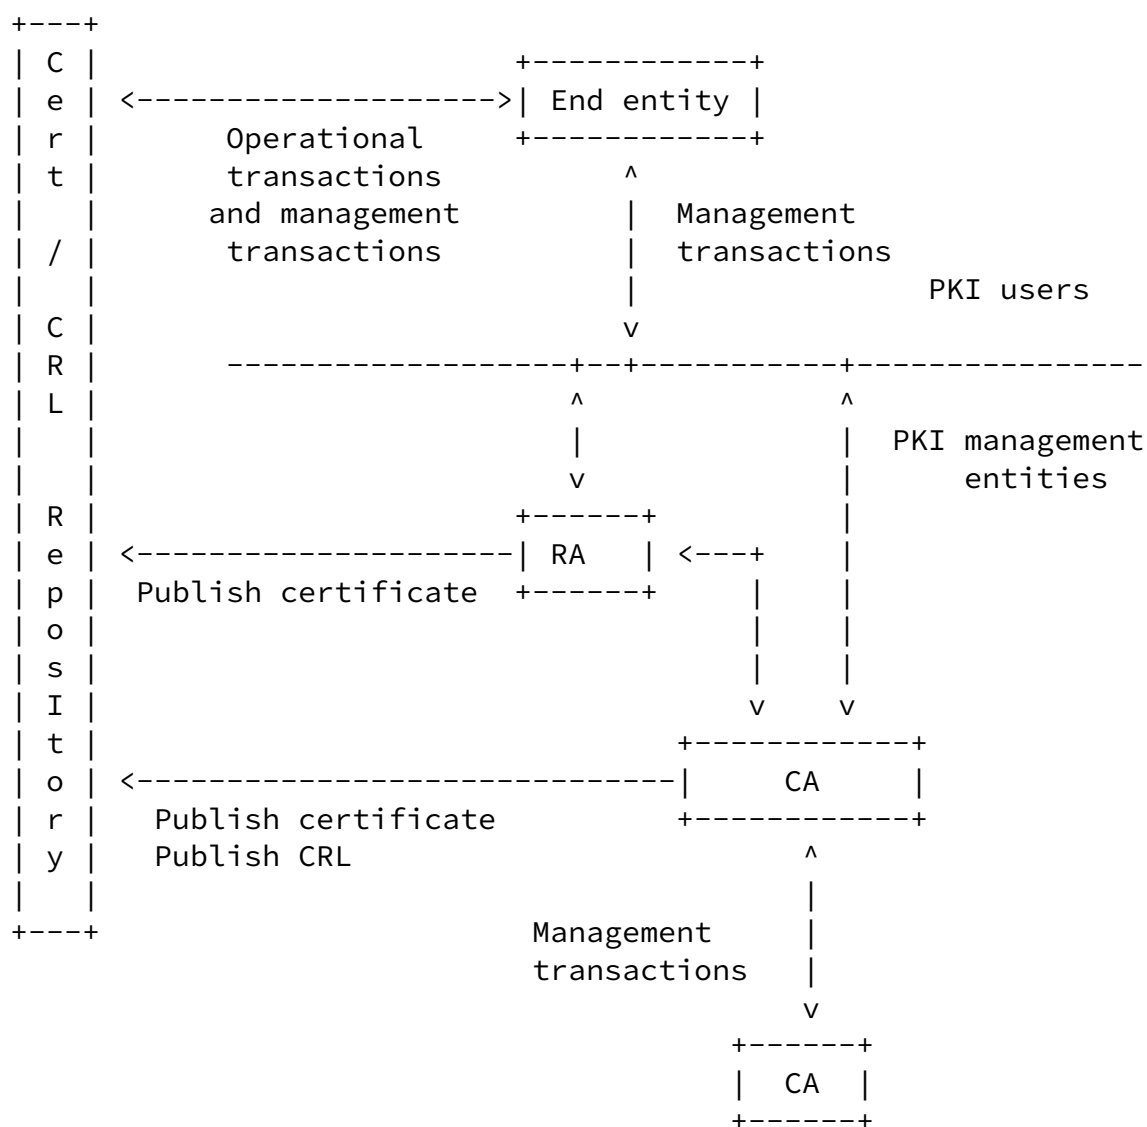 +---+
| C |                       +------------+
| e | <-------------------->| End entity |
| r |       Operational     +------------+
| t |       transactions          ^
|   |      and management         |  Management
| / |       transactions          |  transactions
|   |                             |                PKI users
| C |                             v
| R |       -------------------+--+-----------+----------------
| L |                          ^              ^
|   |                          |              |  PKI management
|   |                          v              |      entities
| R |                       +------+          |
| e | <---------------------| RA   | <---+    |
| p |  Publish certificate  +------+     |    |
| o |                                    |    |
| s |                                    |    |
| I |                                    v    v
| t |                                +------------+
| o | <------------------------------|     CA     |
| r |   Publish certificate          +------------+
| y |   Publish CRL                         ^
|   |                                       |
+---+                        Management     |
                             transactions   |
                                            v
                                        +------+
                                        |  CA  |
                                        +------+